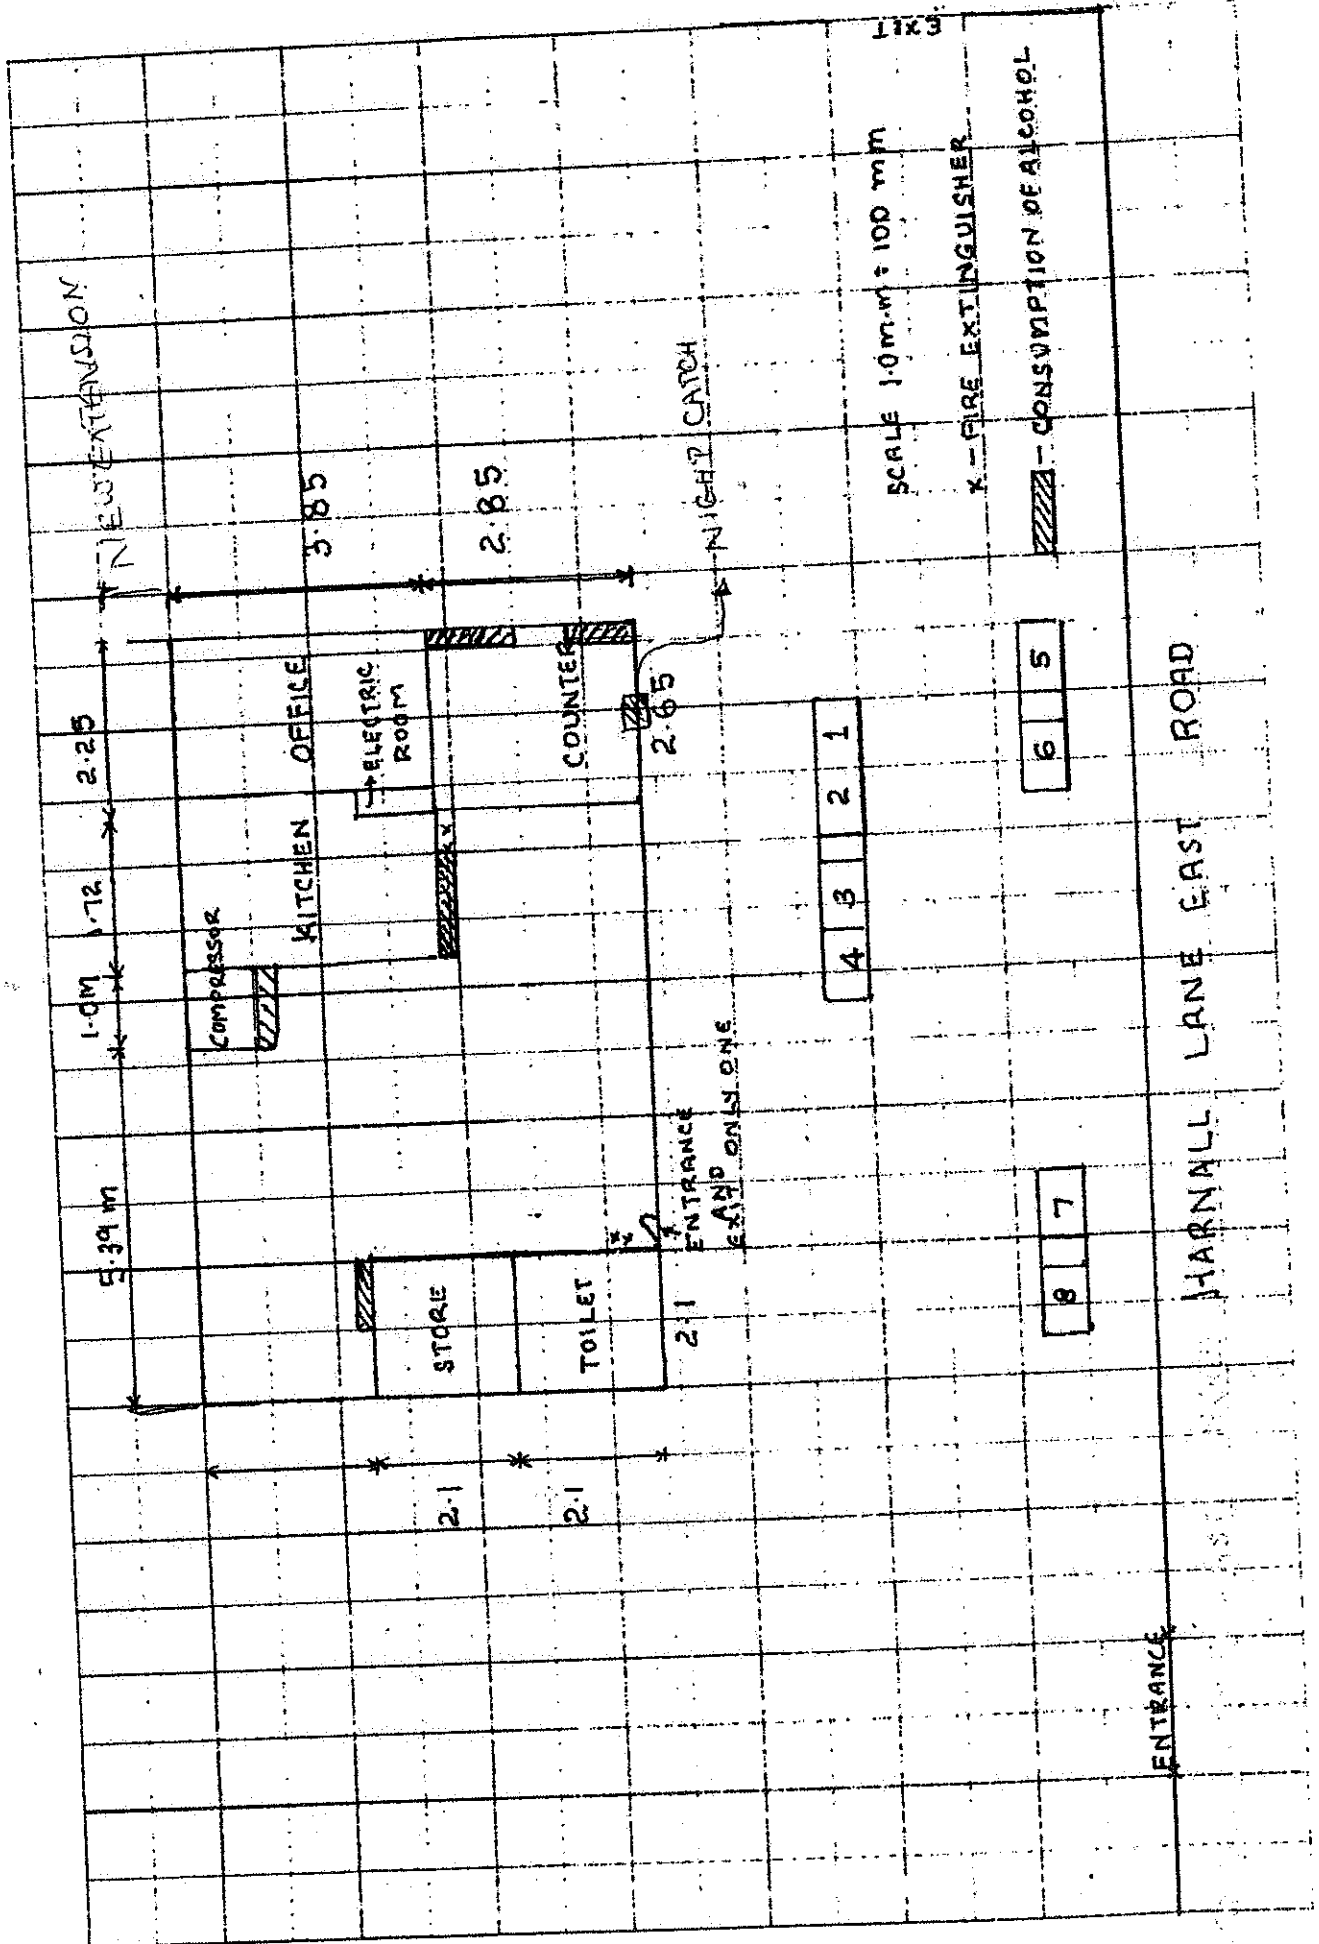 NEW EXTENSION
5.39 m
1.0M
1.72
2.25
COMPRESSOR
KITCHIEN
OFFICE
ELECTRIC
ROOM
3.85
2.85
STORE
TOILET
COUNTER
2.1
2.1
2.1
2.65
ENTRANCE
AND
EXIT ONLY ONE
NIGHT CATCH
4
3
2
1
8
7
6
5
EXIT
SCALE 1.0m.m = 100 mm
X - FIRE EXTINGUISHER
- CONSUMPTION OF ALCOHOL
ENTRANCE
HARNALL LANE EAST ROAD